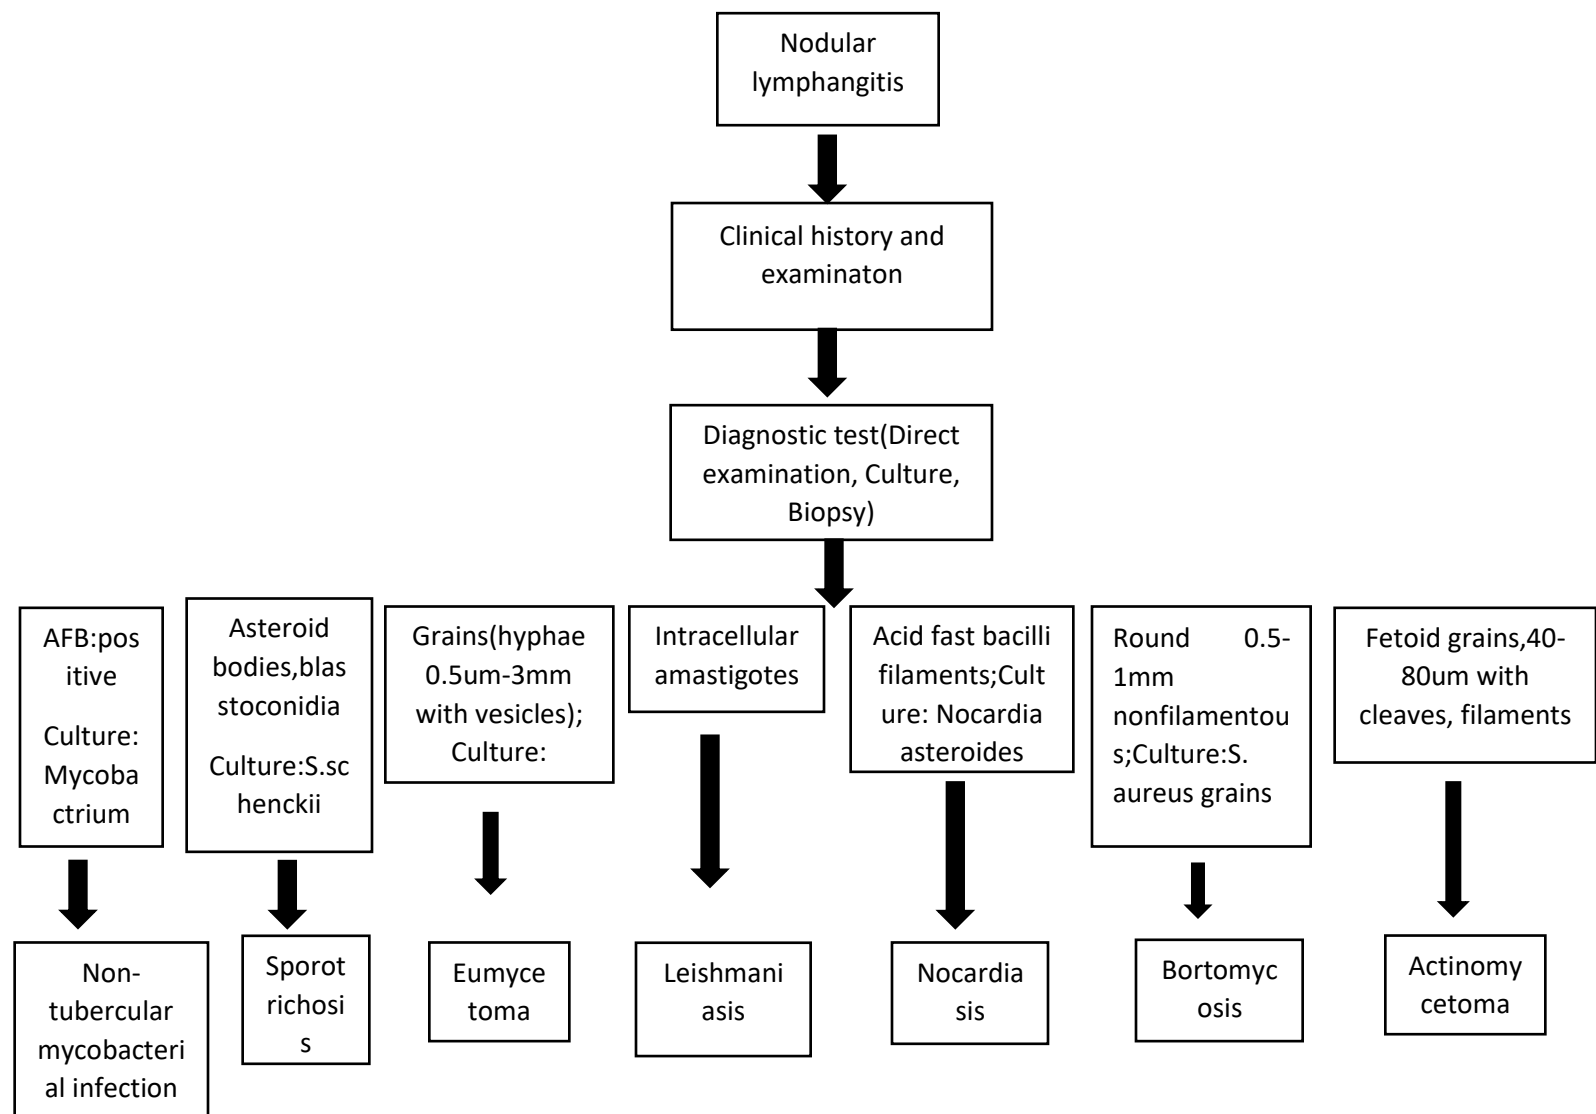 Nodular
lymphangitis
Clinical history and
examinaton
Diagnostic test(Direct
examination, Culture,
Biopsy)
AFB:pos
itive
Culture:
Mycoba
ctrium
Asteroid
bodies,blas
stoconidia
Culture:S.sc
henckii
Grains(hyphae
0.5um-3mm
with vesicles);
Culture:
Intracellular
amastigotes
Acid fast bacilli
filaments;Cult
ure: Nocardia
asteroides
Round 0.5-
1mm
nonfilamentou
s;Culture:S.
aureus grains
Fetoid grains,40-
80um with
cleaves, filaments
Non-
tubercular
mycobacteri
al infection
Sporot
richosi
s
Eumyce
toma
Leishmani
asis
Nocardia
sis
Bortomyc
osis
Actinomy
cetoma